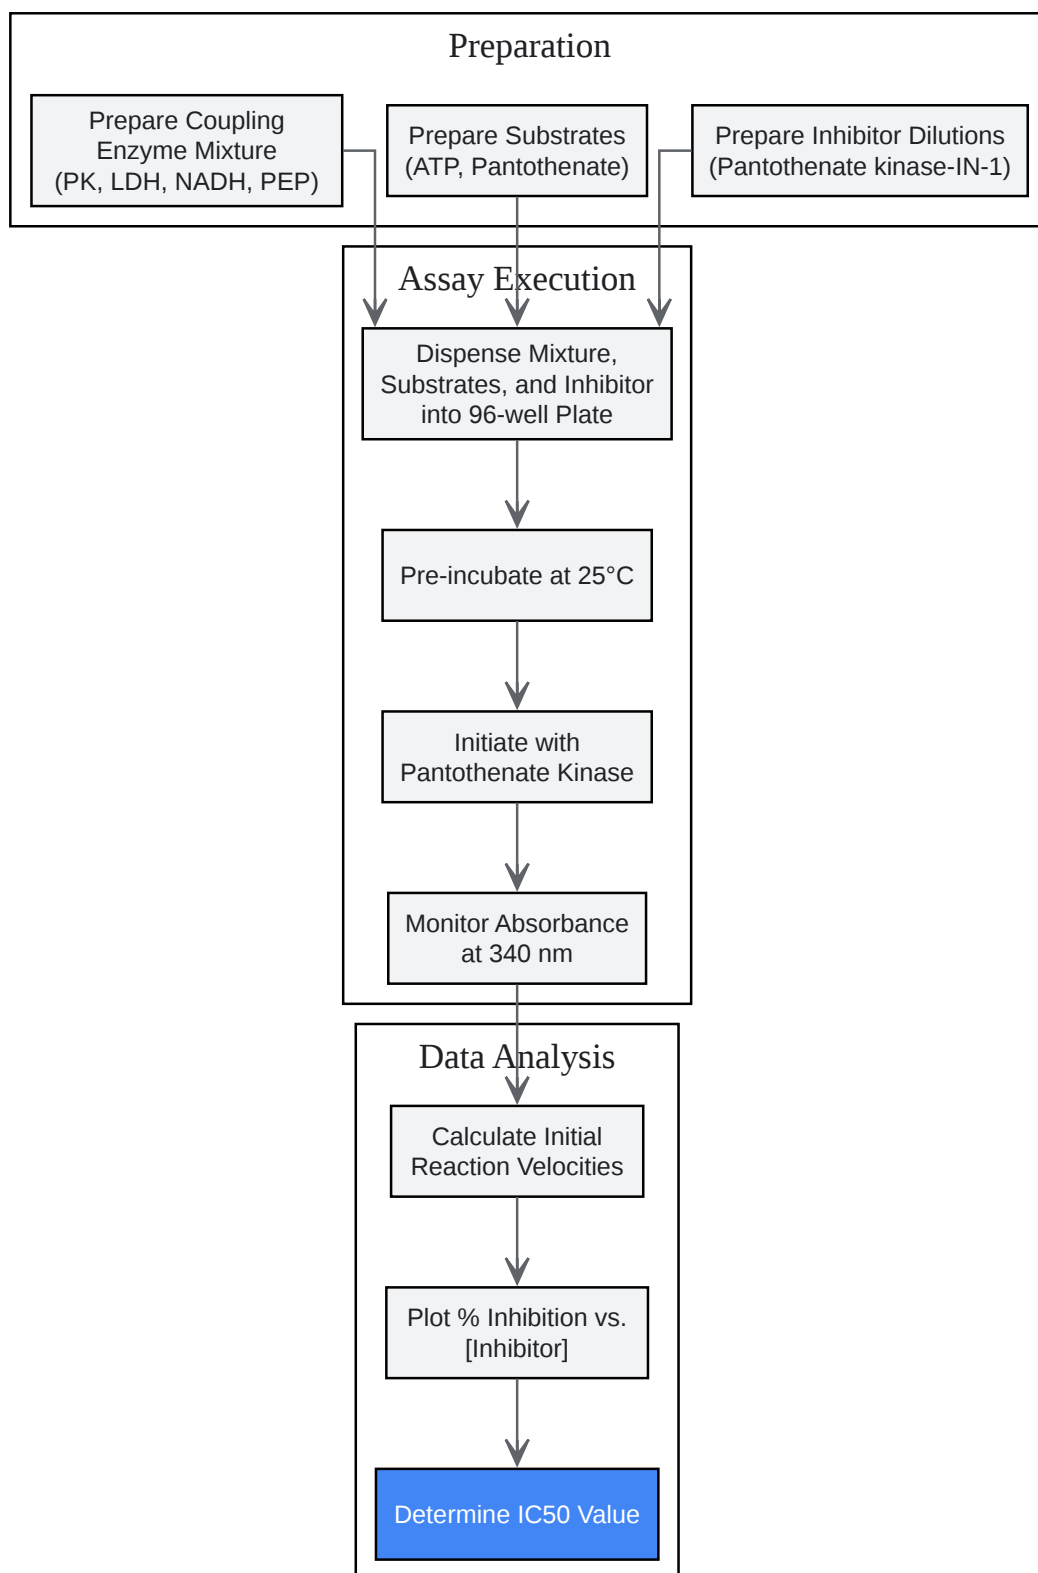 Preparation
Prepare Coupling
Enzyme Mixture
(PK, LDH, NADH, PEP)
Prepare Substrates
(ATP, Pantothenate)
Prepare Inhibitor Dilutions
(Pantothenate kinase-IN-1)
Assay Execution
Dispense Mixture,
Substrates, and Inhibitor
into 96-well Plate
Pre-incubate at 25°C
Initiate with
Pantothenate Kinase
Monitor Absorbance
at 340 nm
Data Analysis
Calculate Initial
Reaction Velocities
Plot % Inhibition vs.
[Inhibitor]
Determine IC50 Value